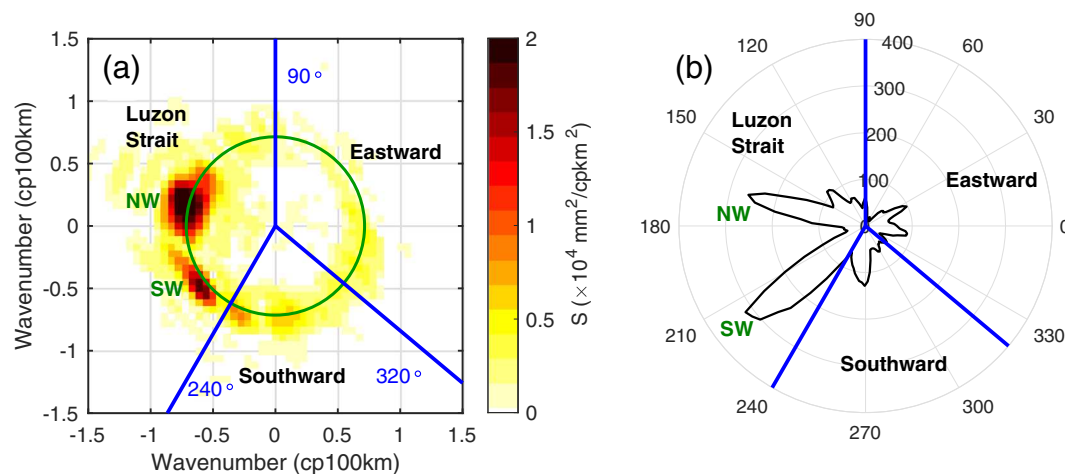 (a)
1.5
1
0.5
0
-0.5
-1
-1.5
Wavenumber (cp100km)
-1.5 -1 -0.5 0 0.5 1 1.5
Wavenumber (cp100km)
90°
Luzon
Strait
Eastward
NW
SW
Southward
240°
320°
2
1.5
1
0.5
0
S (× 10⁴ mm²/cpkm²)
(b)
90
120
60
400
300
150
30
200
Luzon
Strait
100
Eastward
NW
180
0
0
SW
210
330
Southward
240
300
270